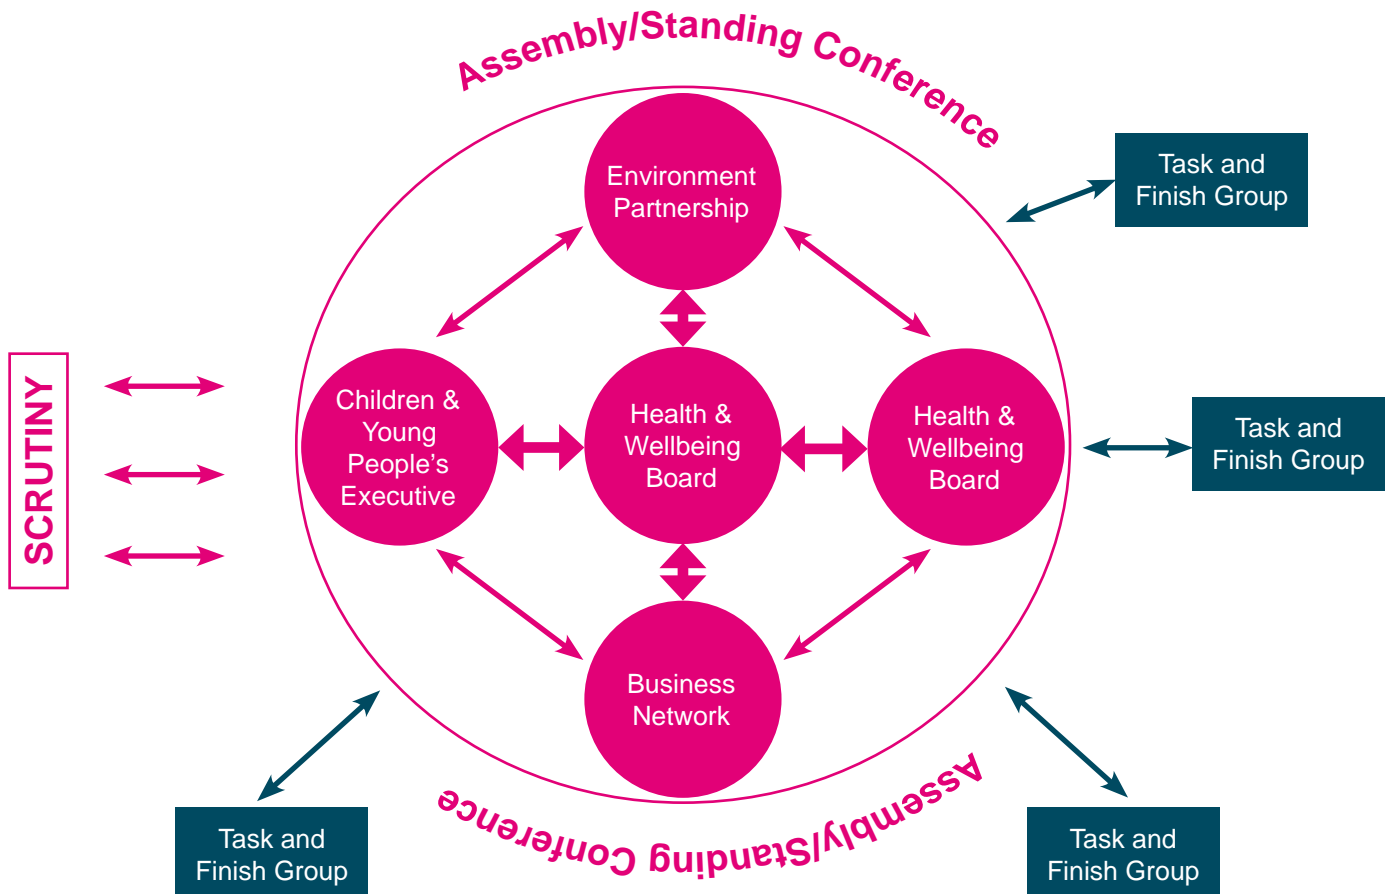 Assembly/Standing Conference
Environment
Partnership
Task and
Finish Group
SCRUTINY
Children &
Young
People’s
Executive
Health &
Wellbeing
Board
Health &
Wellbeing
Board
Task and
Finish Group
Business
Network
Assembly/Standing Conference
Task and
Finish Group
Task and
Finish Group